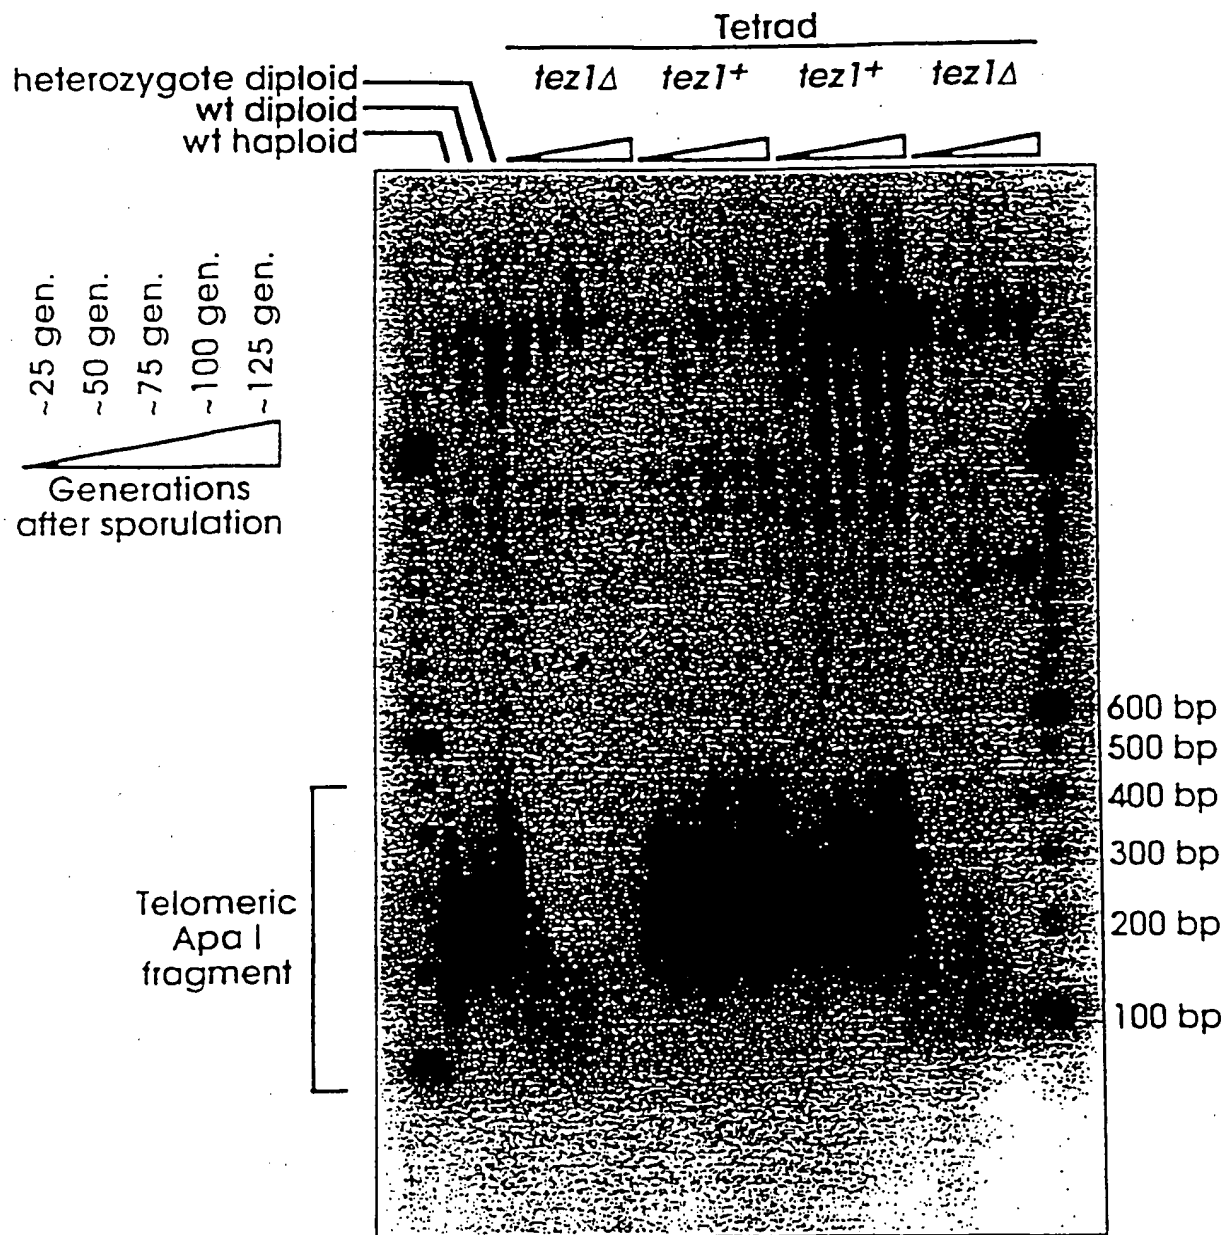 Tetrad
tez1Δ tez1+ tez1+ tez1Δ
heterozygote diploid
wt diploid
wt haploid
~25 gen.
~50 gen.
~75 gen.
~100 gen.
~125 gen.
Generations
after sporulation
600 bp
500 bp
400 bp
300 bp
200 bp
100 bp
Telomeric
Apa I
fragment